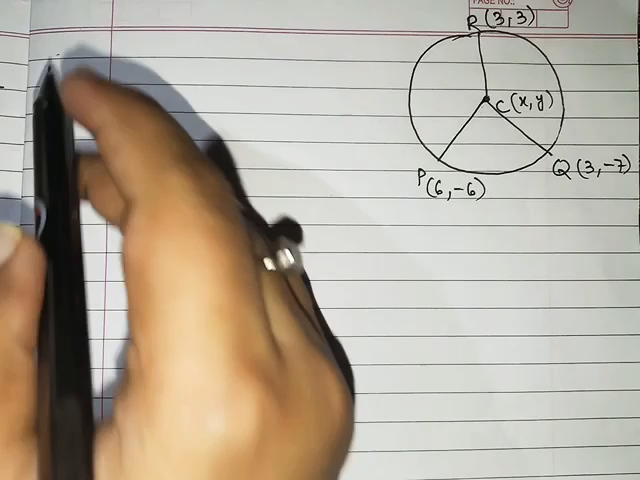 PAGE NO.:
R (3,3)
C (x, y)
Q (3, -7)
P (6, -6)